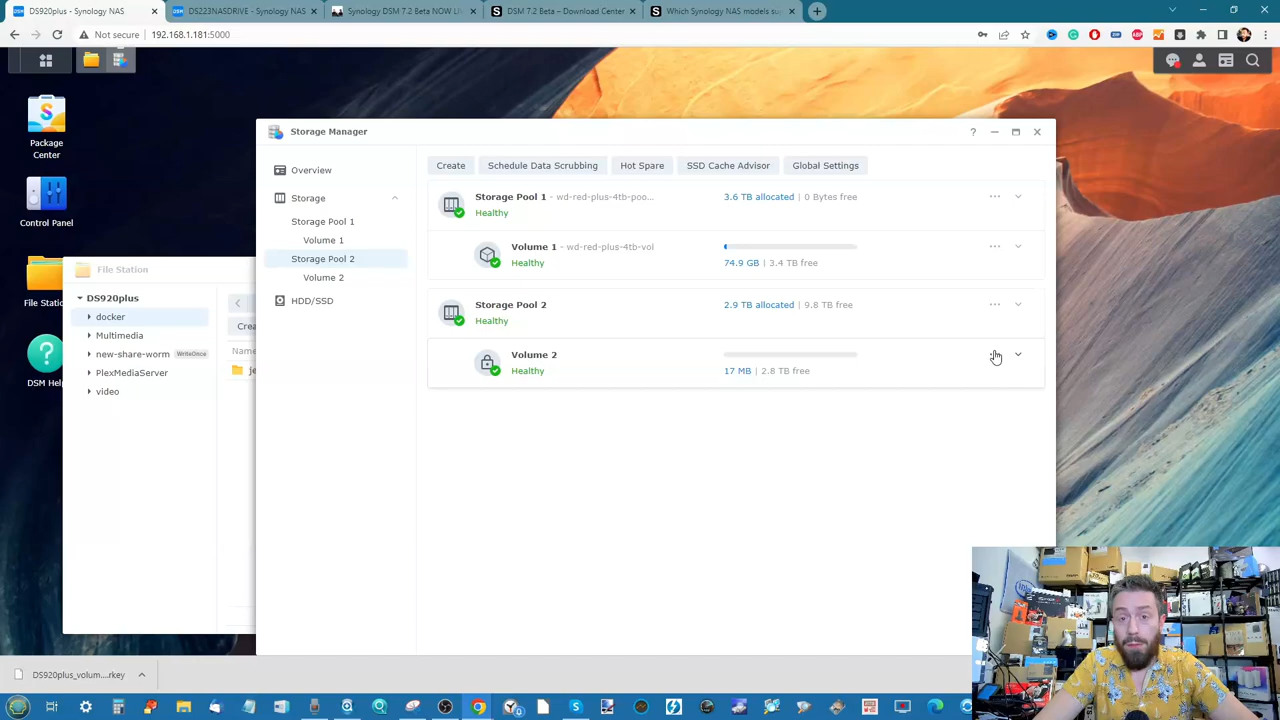 DS920plus - Synology NAS
DS223NASDRIVE - Synology NAS
Synology DSM 7.2 Beta NOW LI
DSM 7.2 Beta – Download Center
Which Synology NAS models su
Not secure
192.168.1.181:5000
Package
Center
Control Panel
File Stati
DSM Help
File Station
DS920plus
docker
Multimedia
new-share-worm WriteOnce
PlexMediaServer
video
Crea
Name
je
Storage Manager
Overview
Storage
Storage Pool 1
Volume 1
Storage Pool 2
Volume 2
HDD/SSD
Create
Schedule Data Scrubbing
Hot Spare
SSD Cache Advisor
Global Settings
Storage Pool 1 - wd-red-plus-4tb-poo...
3.6 TB allocated | 0 Bytes free
Healthy
Volume 1 - wd-red-plus-4tb-vol
Healthy
74.9 GB | 3.4 TB free
Storage Pool 2
2.9 TB allocated | 9.8 TB free
Healthy
Volume 2
Healthy
17 MB | 2.8 TB free
DS920plus_volum....rkey